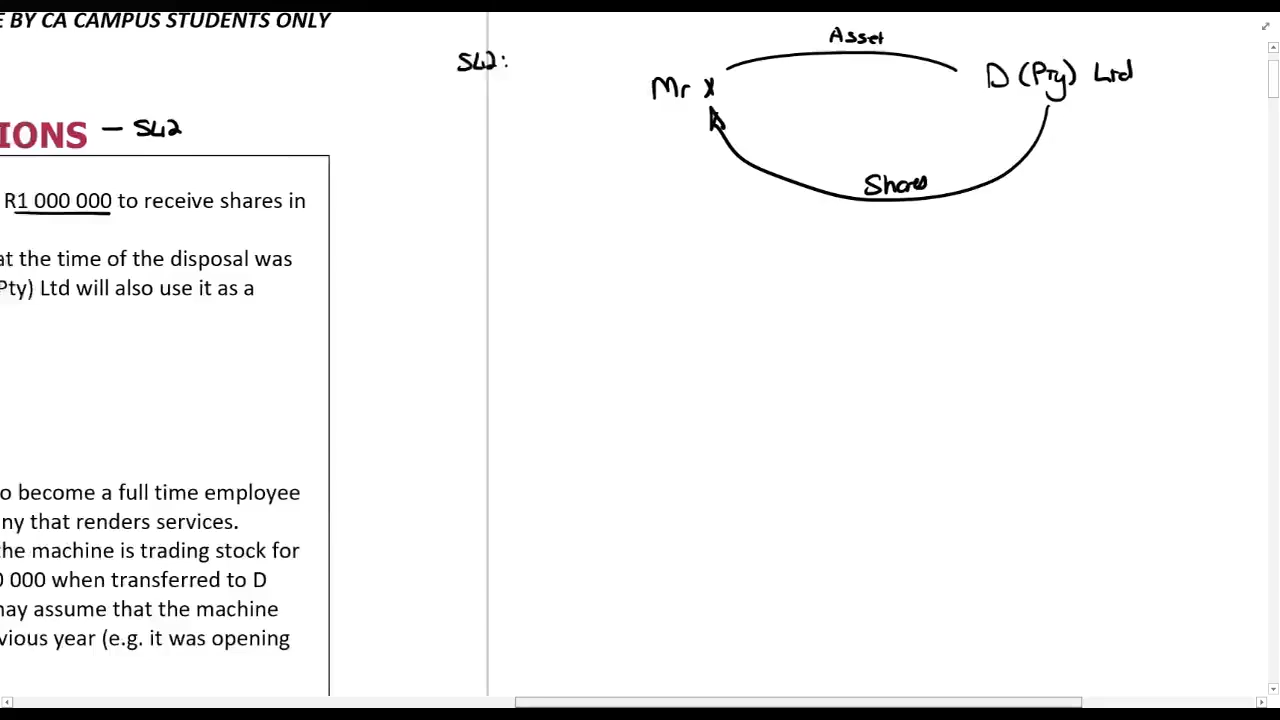 E BY CA CAMPUS STUDENTS ONLY
IONS - S42
R1 000 000 to receive shares in
at the time of the disposal was
Pty) Ltd will also use it as a
o become a full time employee
ny that renders services.
he machine is trading stock for
0 000 when transferred to D
nay assume that the machine
vious year (e.g. it was opening
S42:
Asset
Mr X
D (Pty) Ltd
Shares